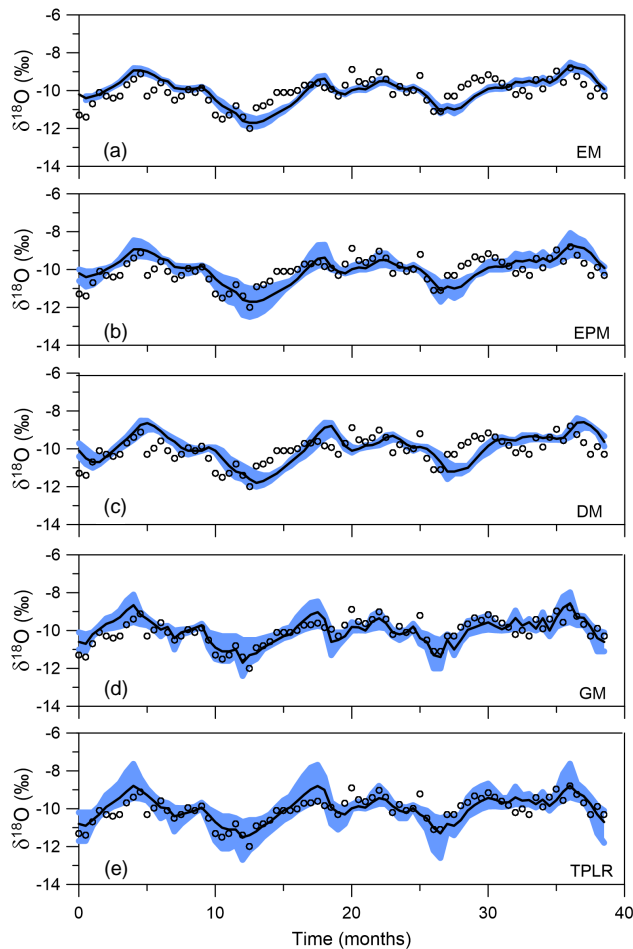 -6
-8
-10
-12
-14
δ18O (‰)
(a)
EM
-6
-8
-10
-12
-14
δ18O (‰)
(b)
EPM
-6
-8
-10
-12
-14
δ18O (‰)
(c)
DM
-6
-8
-10
-12
-14
δ18O (‰)
(d)
GM
-6
-8
-10
-12
-14
δ18O (‰)
(e)
TPLR
0 10 20 30 40
Time (months)